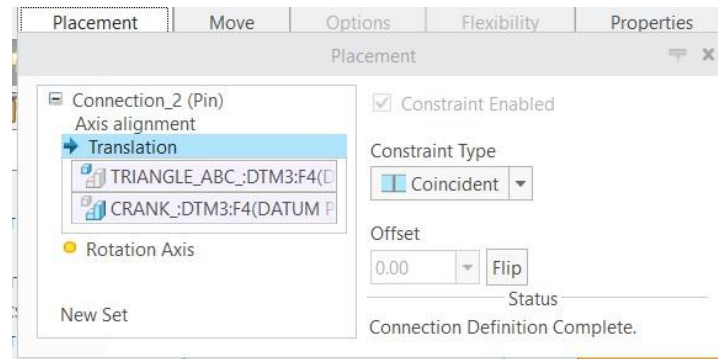 Placement Move Options Flexibility Properties
Placement
Connection_2 (Pin)
Axis alignment
Translation
TRIANGLE_ABC_:DTM3:F4(D
CRANK_:DTM3:F4(DATUM P
Rotation Axis
New Set
Constraint Enabled
Constraint Type
Coincident
Offset
0.00 Flip
Status
Connection Definition Complete.